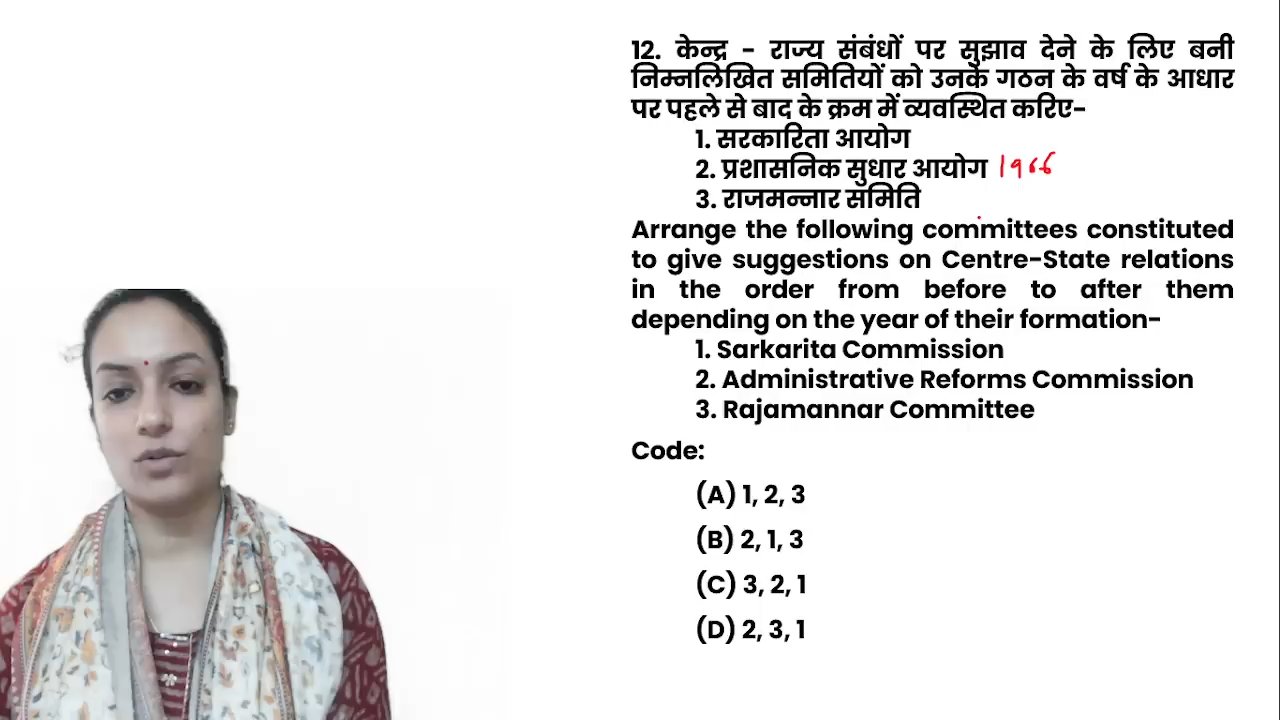 12. केन्द्र - राज्य संबंधों पर सुझाव देने के लिए बनी
निम्नलिखित समितियों को उनके गठन के वर्ष के आधार
पर पहले से बाद के क्रम में व्यवस्थित करिए-
1. सरकारिता आयोग
2. प्रशासनिक सुधार आयोग 1966
3. राजमन्नार समिति
Arrange the following committees constituted
to give suggestions on Centre-State relations
in the order from before to after them
depending on the year of their formation-
1. Sarkarita Commission
2. Administrative Reforms Commission
3. Rajamannar Committee
Code:
(A) 1, 2, 3
(B) 2, 1, 3
(C) 3, 2, 1
(D) 2, 3, 1